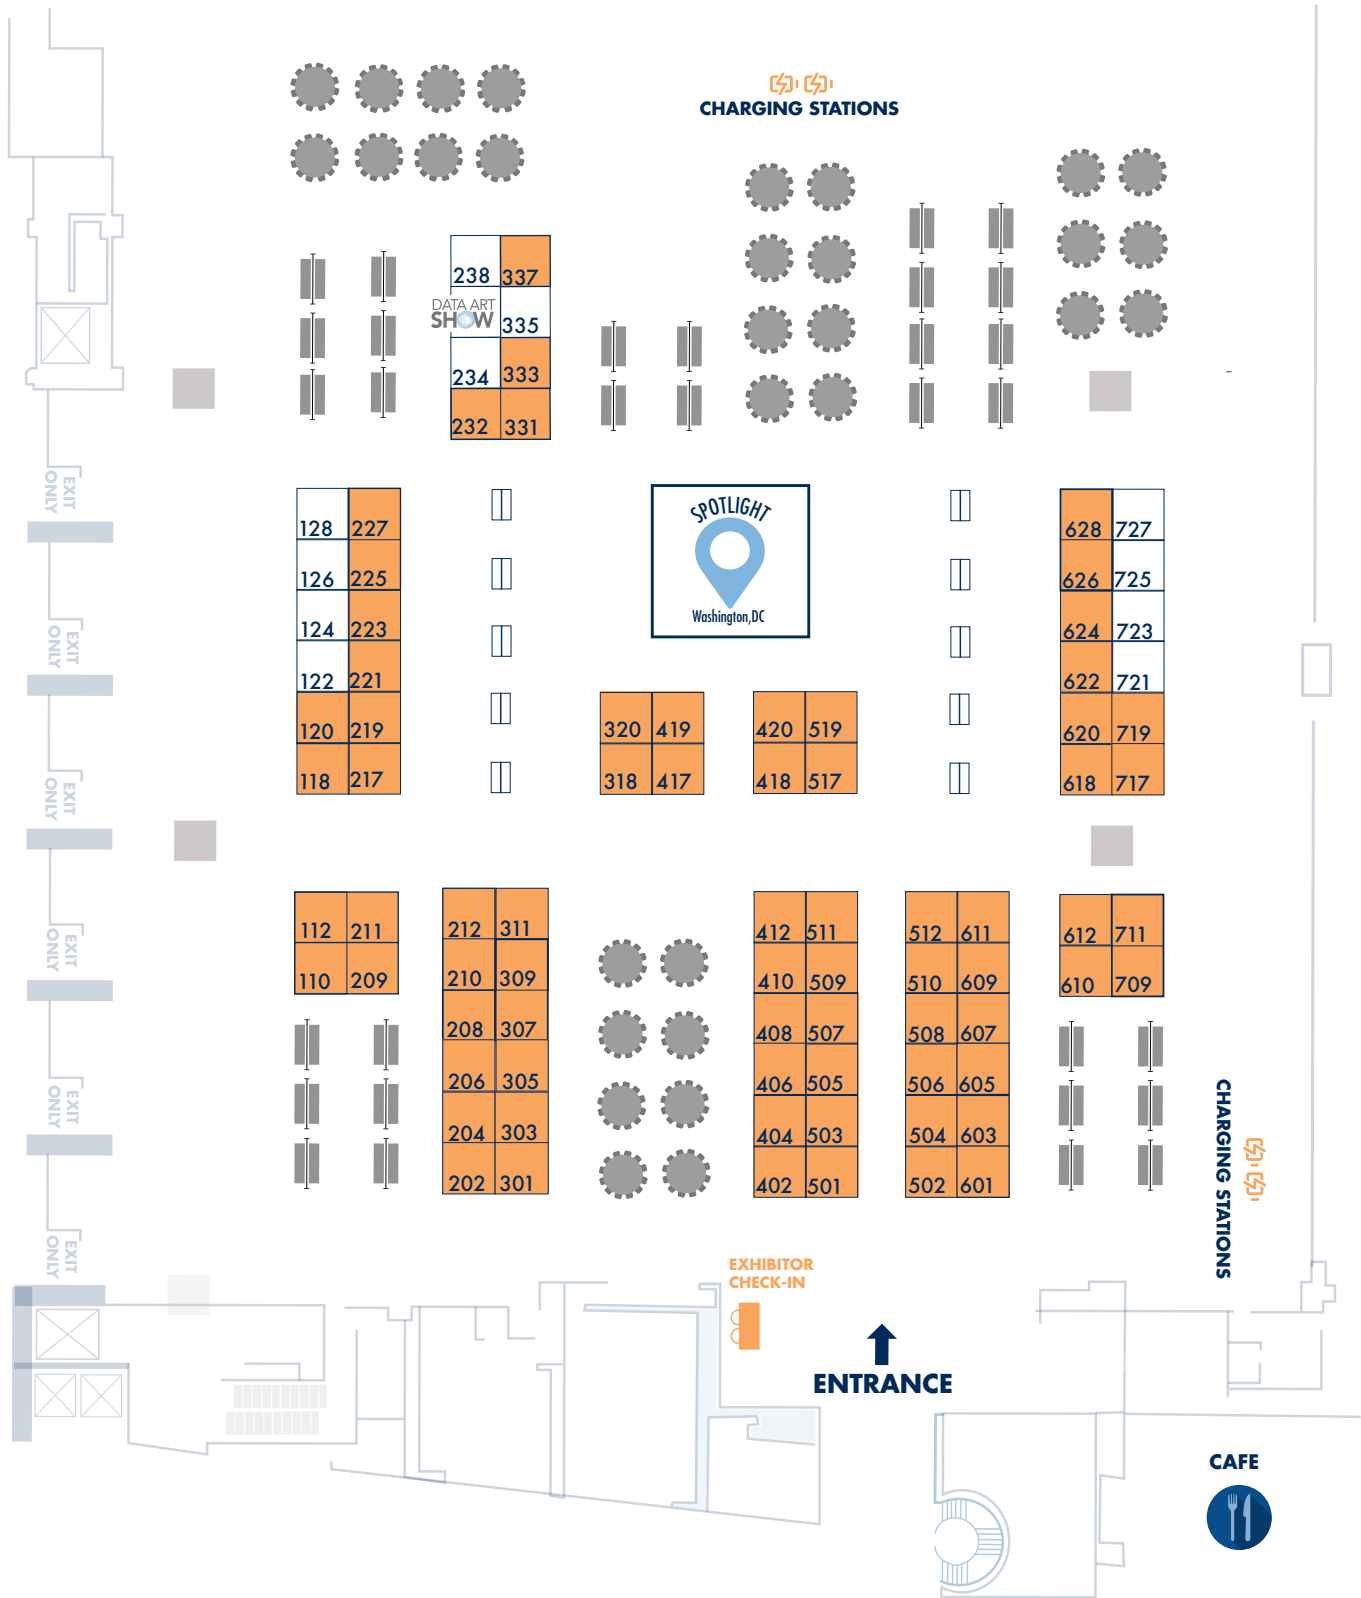 CHARGING STATIONS
238 337
DATA ART
SHOW
335
234 333
232 331
EXIT
ONLY
128 227
126 225
124 223
122 221
120 219
118 217
SPOTLIGHT
Washington,DC
628 727
626 725
624 723
622 721
620 719
618 717
EXIT
ONLY
320 419
318 417
420 519
418 517
EXIT
ONLY
112 211
110 209
212 311
210 309
208 307
206 305
204 303
202 301
412 511
410 509
408 507
406 505
404 503
402 501
512 611
510 609
508 607
506 605
504 603
502 601
612 711
610 709
EXIT
ONLY
EXIT
ONLY
CHARGING STATIONS
EXIT
ONLY
EXHIBITOR
CHECK-IN
ENTRANCE
CAFE